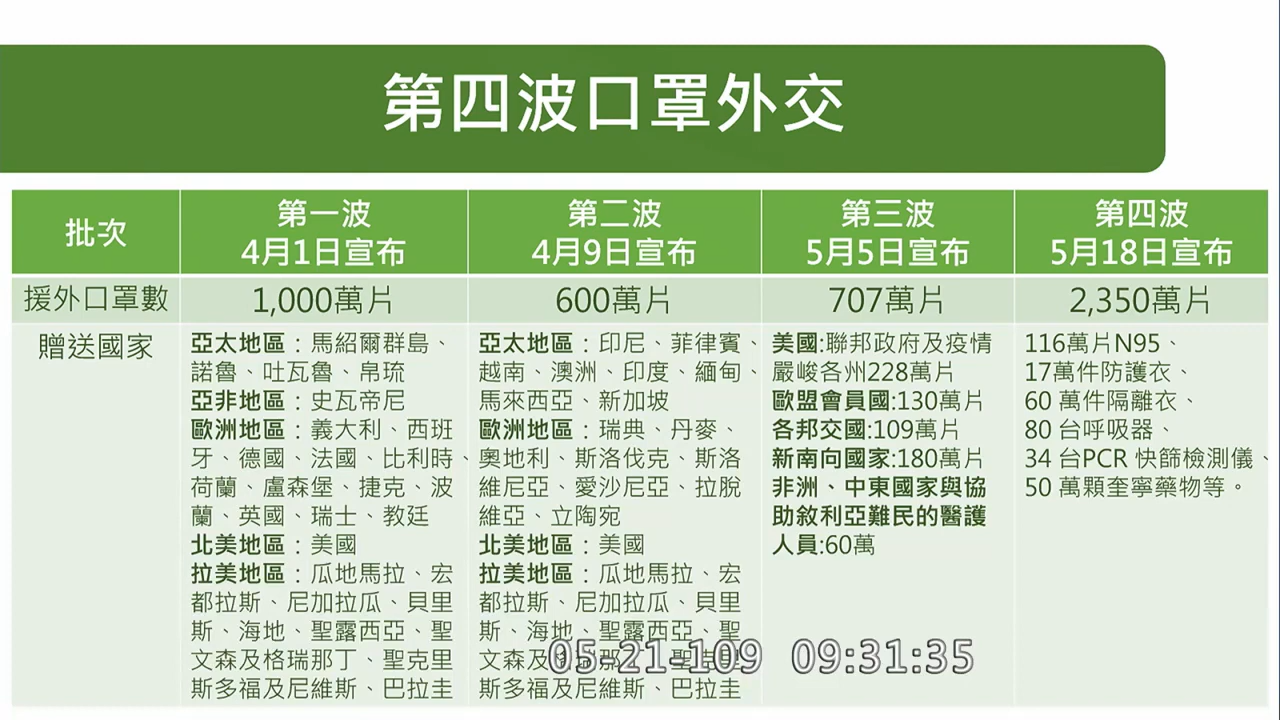 第四波口罩外交
批次
第一波
4月1日宣布
第二波
4月9日宣布
第三波
5月5日宣布
第四波
5月18日宣布
援外口罩數
1,000萬片
600萬片
707萬片
2,350萬片
贈送國家
亞太地區：馬紹爾群島、
諾魯、吐瓦魯、帛琉
亞非地區：史瓦帝尼
歐洲地區：義大利、西班
牙、德國、法國、比利時、
荷蘭、盧森堡、捷克、波
蘭、英國、瑞士、教廷
北美地區：美國
拉美地區：瓜地馬拉、宏
都拉斯、尼加拉瓜、貝里
斯、海地、聖露西亞、聖
文森及格瑞那丁、聖克里
斯多福及尼維斯、巴拉圭
亞太地區：印尼、菲律賓、
越南、澳洲、印度、緬甸、
馬來西亞、新加坡
歐洲地區：瑞典、丹麥、
奧地利、斯洛伐克、斯洛
維尼亞、愛沙尼亞、拉脫
維亞、立陶宛
北美地區：美國
拉美地區：瓜地馬拉、宏
都拉斯、尼加拉瓜、貝里
斯、海地、聖露西亞、聖
文森及格瑞那丁、聖克里
斯多福及尼維斯、巴拉圭
美國:聯邦政府及疫情
嚴峻各州228萬片
歐盟會員國:130萬片
各邦交國:109萬片
新南向國家:180萬片
非洲、中東國家與協
助敘利亞難民的醫護
人員:60萬
116萬片N95、
17萬件防護衣、
60 萬件隔離衣、
80 台呼吸器、
34 台PCR 快篩檢測儀、
50 萬顆奎寧藥物等。
05-21-109 09:31:35